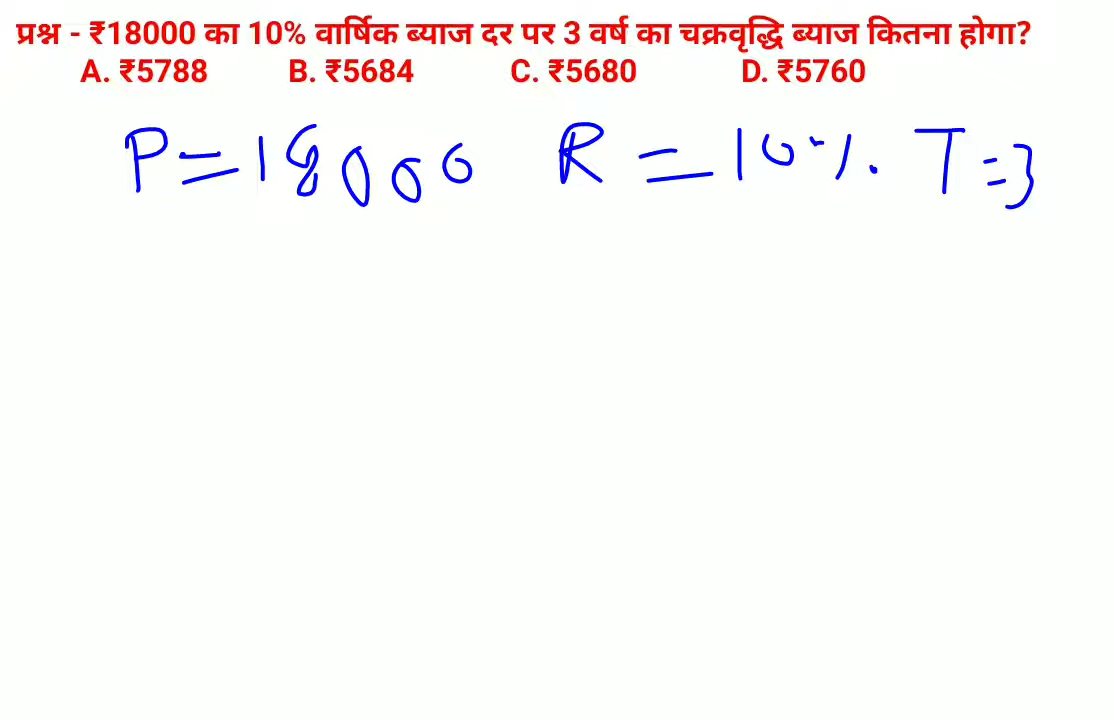 प्रश्न - ₹18000 का 10% वार्षिक ब्याज दर पर 3 वर्ष का चक्रवृद्धि ब्याज कितना होगा?
A. ₹5788 B. ₹5684 C. ₹5680 D. ₹5760
P=18000 R=10%. T=3